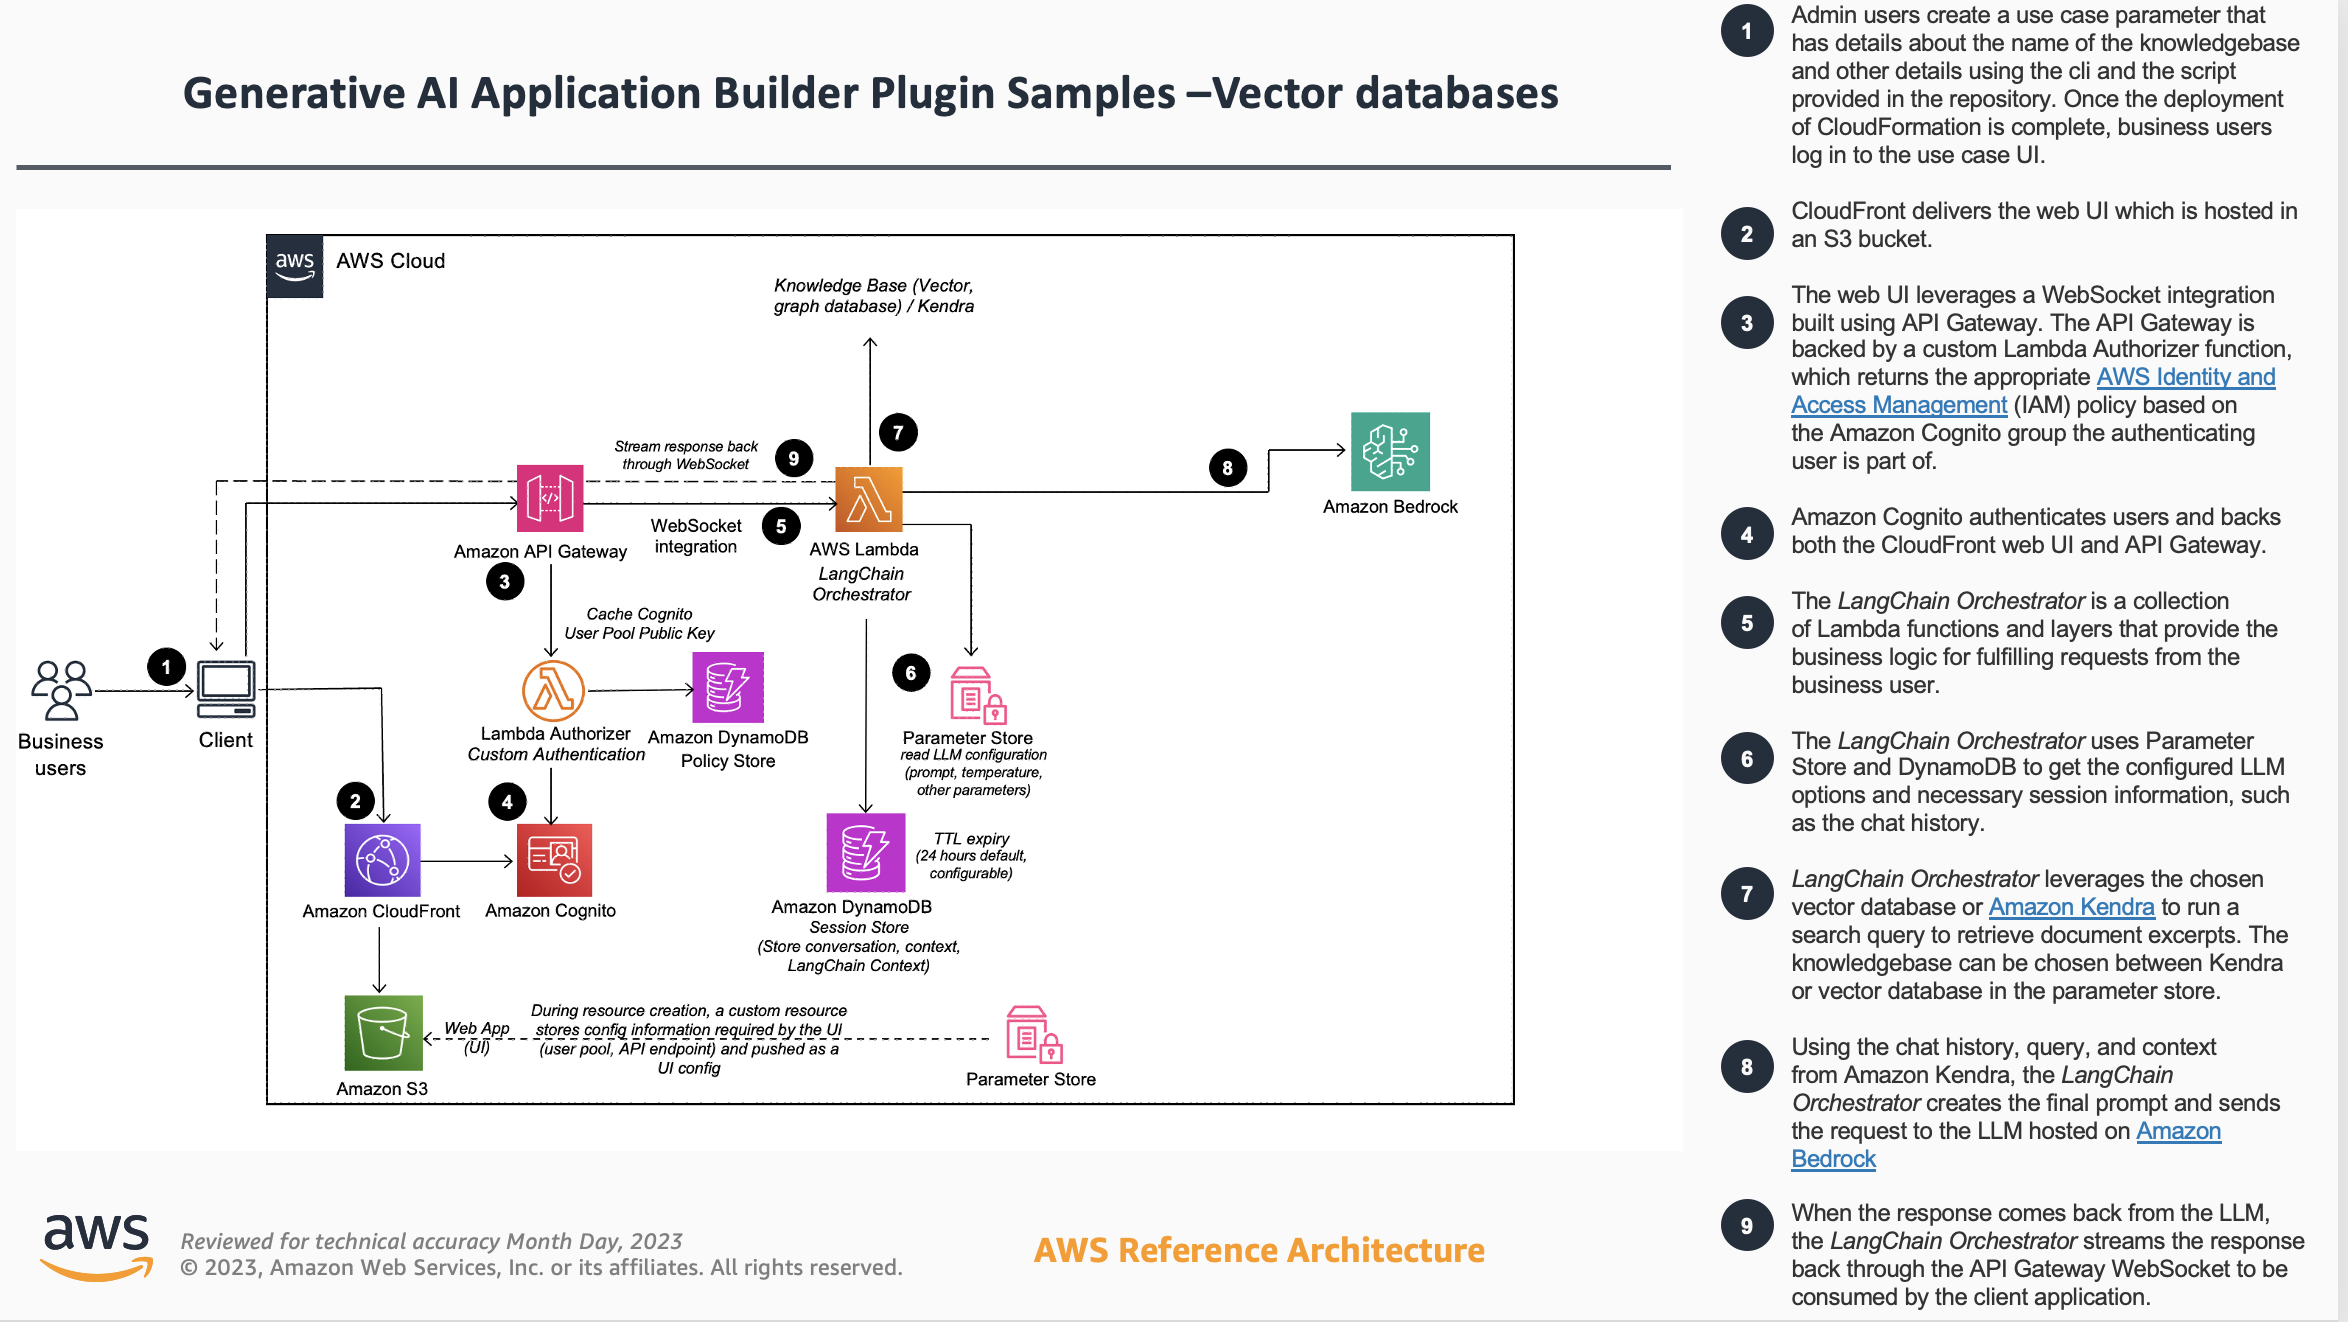 Generative AI Application Builder Plugin Samples –Vector databases
aws
AWS Cloud
Knowledge Base (Vector,
graph database) / Kendra
7
Stream response back
through WebSocket
9
8
Amazon Bedrock
WebSocket
integration
5
Amazon API Gateway
3
AWS Lambda
LangChain
Orchestrator
Cache Cognito
User Pool Public Key
1
Business
users
Client
Lambda Authorizer
Custom Authentication
Amazon DynamoDB
Policy Store
6
Parameter Store
read LLM configuration
(prompt, temperature,
other parameters)
2
4
Amazon CloudFront
Amazon Cognito
TTL expiry
(24 hours default,
configurable)
Amazon DynamoDB
Session Store
(Store conversation, context,
LangChain Context)
Web App
(UI)
During resource creation, a custom resource
stores config information required by the UI
(user pool, API endpoint) and pushed as a
UI config
Amazon S3
Parameter Store
aws
Reviewed for technical accuracy Month Day, 2023
© 2023, Amazon Web Services, Inc. or its affiliates. All rights reserved.
AWS Reference Architecture
1
Admin users create a use case parameter that
has details about the name of the knowledgebase
and other details using the cli and the script
provided in the repository. Once the deployment
of CloudFormation is complete, business users
log in to the use case UI.
2
CloudFront delivers the web UI which is hosted in
an S3 bucket.
3
The web UI leverages a WebSocket integration
built using API Gateway. The API Gateway is
backed by a custom Lambda Authorizer function,
which returns the appropriate AWS Identity and
Access Management (IAM) policy based on
the Amazon Cognito group the authenticating
user is part of.
4
Amazon Cognito authenticates users and backs
both the CloudFront web UI and API Gateway.
5
The LangChain Orchestrator is a collection
of Lambda functions and layers that provide the
business logic for fulfilling requests from the
business user.
6
The LangChain Orchestrator uses Parameter
Store and DynamoDB to get the configured LLM
options and necessary session information, such
as the chat history.
7
LangChain Orchestrator leverages the chosen
vector database or Amazon Kendra to run a
search query to retrieve document excerpts. The
knowledgebase can be chosen between Kendra
or vector database in the parameter store.
8
Using the chat history, query, and context
from Amazon Kendra, the LangChain
Orchestrator creates the final prompt and sends
the request to the LLM hosted on Amazon
Bedrock
9
When the response comes back from the LLM,
the LangChain Orchestrator streams the response
back through the API Gateway WebSocket to be
consumed by the client application.